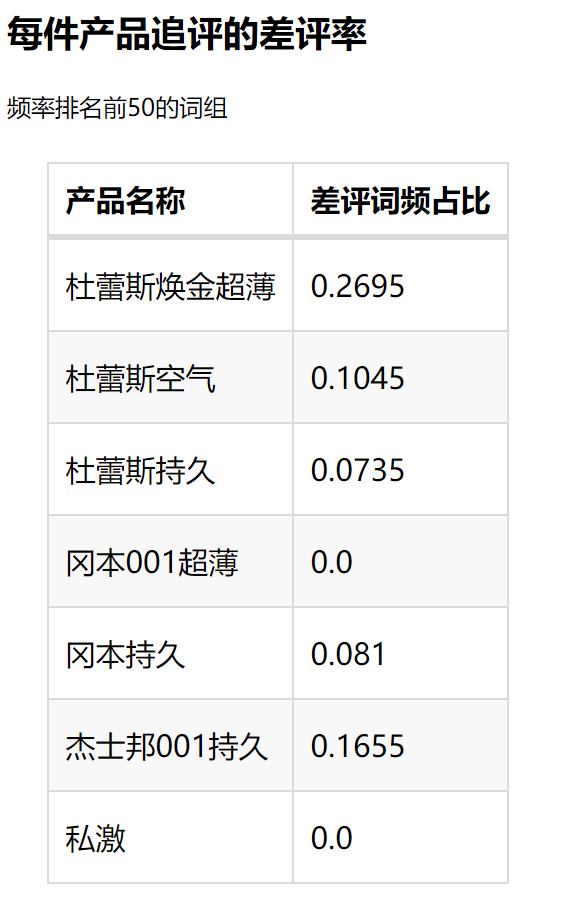 每件产品追评的差评率
频率排名前50的词组
产品名称 差评词频占比
杜蕾斯焕金超薄 0.2695
杜蕾斯空气 0.1045
杜蕾斯持久 0.0735
冈本001超薄 0.0
冈本持久 0.081
杰士邦001持久 0.1655
私激 0.0